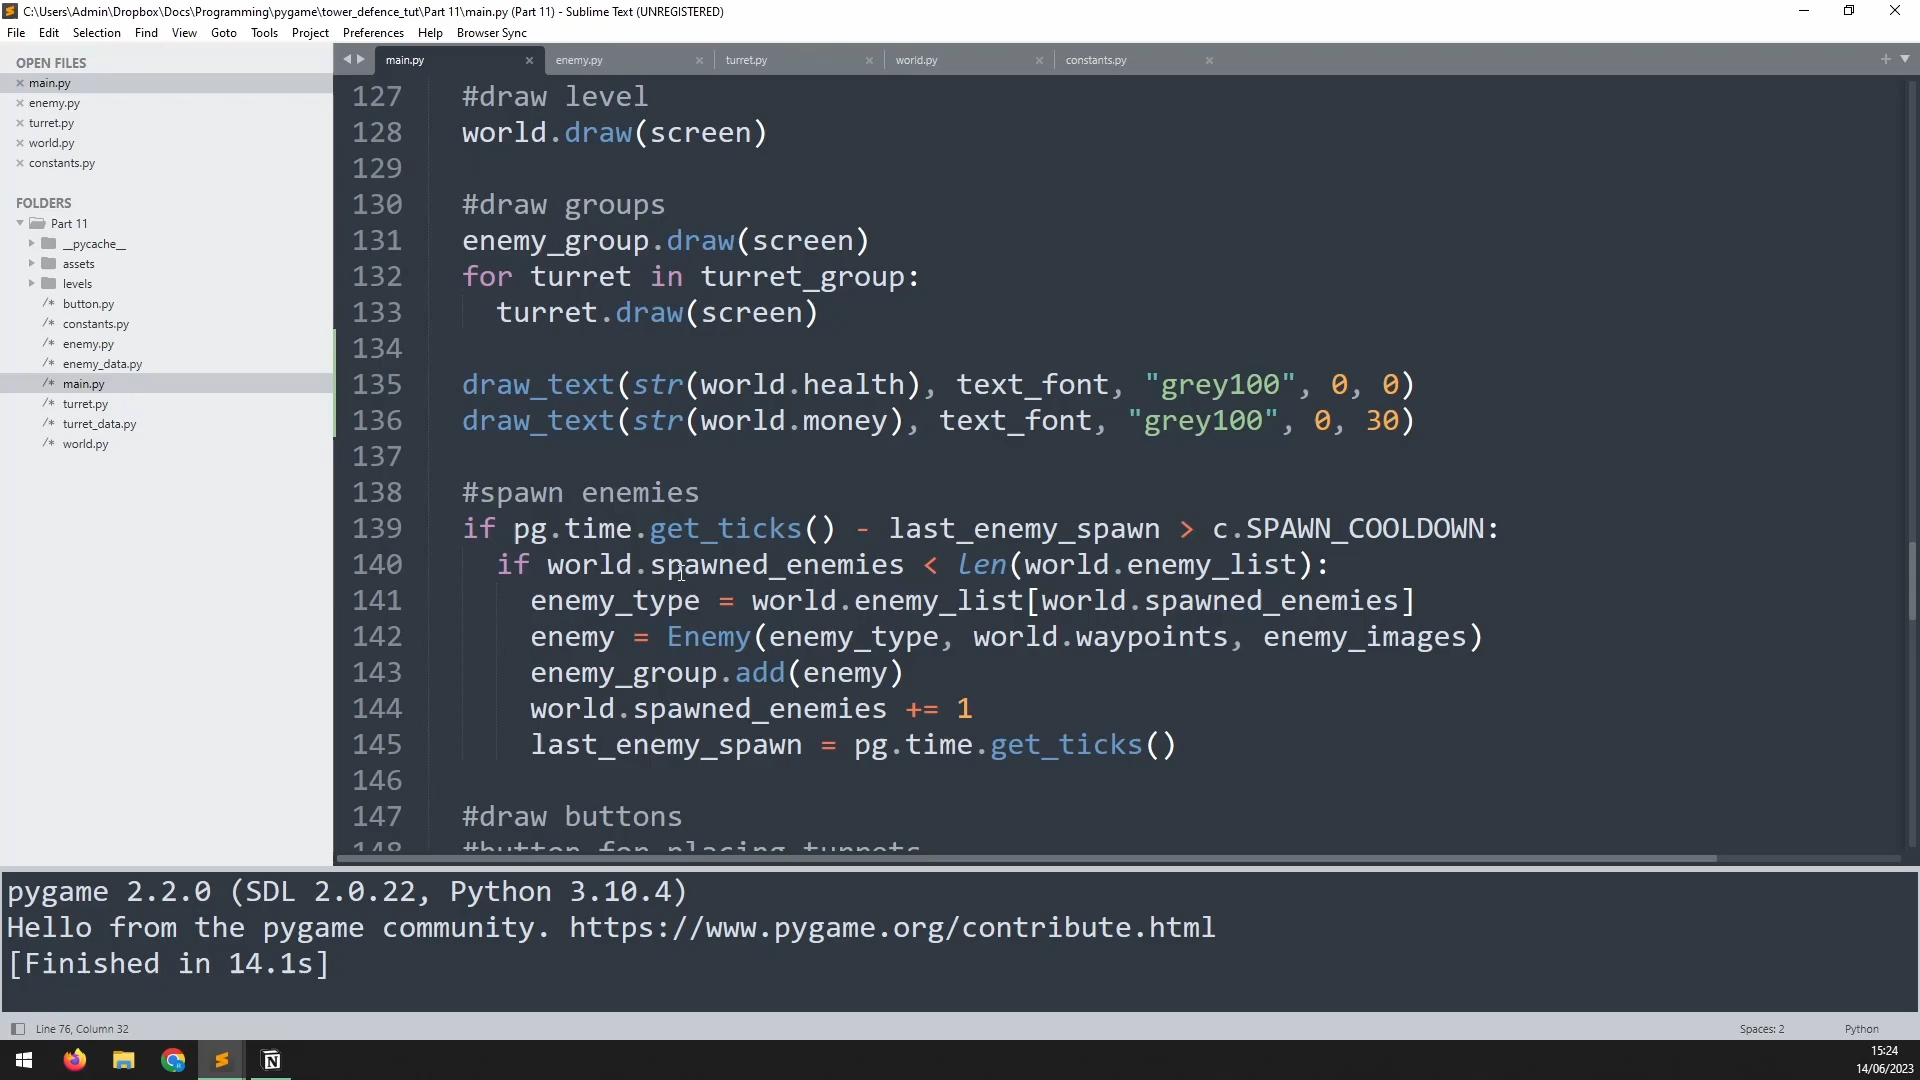 C:\Users\Admin\Dropbox\Docs\Programming\pygame\tower_defence_tut\Part 11\main.py (Part 11) - Sublime Text (UNREGISTERED)
File Edit Selection Find View Goto Tools Project Preferences Help Browser Sync
OPEN FILES
main.py
enemy.py
turret.py
world.py
constants.py
FOLDERS
Part 11
__pycache__
assets
levels
button.py
constants.py
enemy.py
enemy_data.py
main.py
turret.py
turret_data.py
world.py
main.py enemy.py turret.py world.py constants.py
127 #draw level
128 world.draw(screen)
129
130 #draw groups
131 enemy_group.draw(screen)
132 for turret in turret_group:
133 turret.draw(screen)
134
135 draw_text(str(world.health), text_font, "grey100", 0, 0)
136 draw_text(str(world.money), text_font, "grey100", 0, 30)
137
138 #spawn enemies
139 if pg.time.get_ticks() - last_enemy_spawn > c.SPAWN_COOLDOWN:
140 if world.spawned_enemies < len(world.enemy_list):
141 enemy_type = world.enemy_list[world.spawned_enemies]
142 enemy = Enemy(enemy_type, world.waypoints, enemy_images)
143 enemy_group.add(enemy)
144 world.spawned_enemies += 1
145 last_enemy_spawn = pg.time.get_ticks()
146
147 #draw buttons
148 #button for placing turrets
pygame 2.2.0 (SDL 2.0.22, Python 3.10.4)
Hello from the pygame community. https://www.pygame.org/contribute.html
[Finished in 14.1s]
Line 76, Column 32
Spaces: 2
Python
15:24
14/06/2023